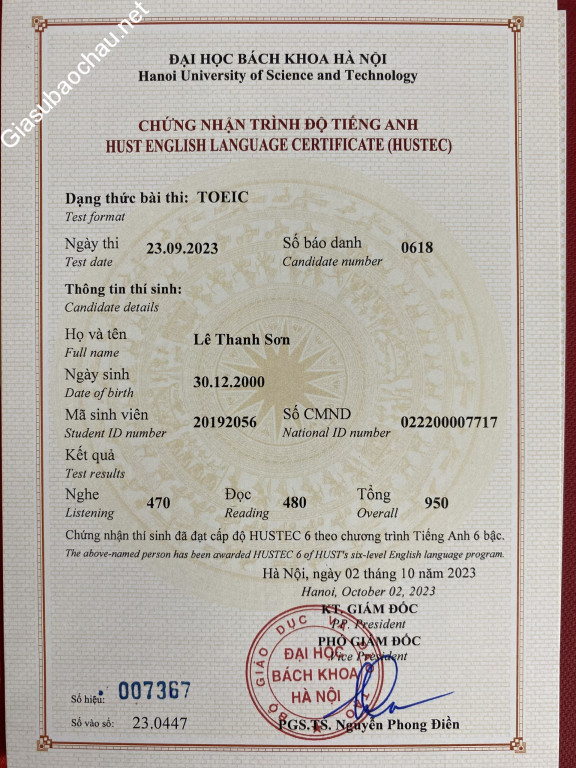 Giasubaochau.net
ĐẠI HỌC BÁCH KHOA HÀ NỘI
Hanoi University of Science and Technology
CHỨNG NHẬN TRÌNH ĐỘ TIẾNG ANH
HUST ENGLISH LANGUAGE CERTIFICATE (HUSTEC)
Dạng thức bài thi: TOEIC
Test format
Ngày thi 23.09.2023 Số báo danh 0618
Test date Candidate number
Thông tin thí sinh:
Candidate details
Họ và tên Lê Thanh Sơn
Full name
Ngày sinh 30.12.2000
Date of birth
Mã sinh viên 20192056 Số CMND 022200007717
Student ID number National ID number
Kết quả
Test results
Nghe 470 Đọc 480 Tổng 950
Listening Reading Overall
Chứng nhận thí sinh đã đạt cấp độ HUSTEC 6 theo chương trình Tiếng Anh 6 bậc.
The above-named person has been awarded HUSTEC 6 of HUST's six-level English language program.
Hà Nội, ngày 02 tháng 10 năm 2023
Hanoi, October 02, 2023
KT. GIÁM ĐỐC
PP. President
PHÓ GIÁM ĐỐC
Vice President
BỘ GIÁO DỤC VÀ ĐÀO TẠO
ĐẠI HỌC
BÁCH KHOA
HÀ NỘI
Số hiệu: 007367
Số vào sổ: 23.0447
PGS.TS. Nguyễn Phong Điền